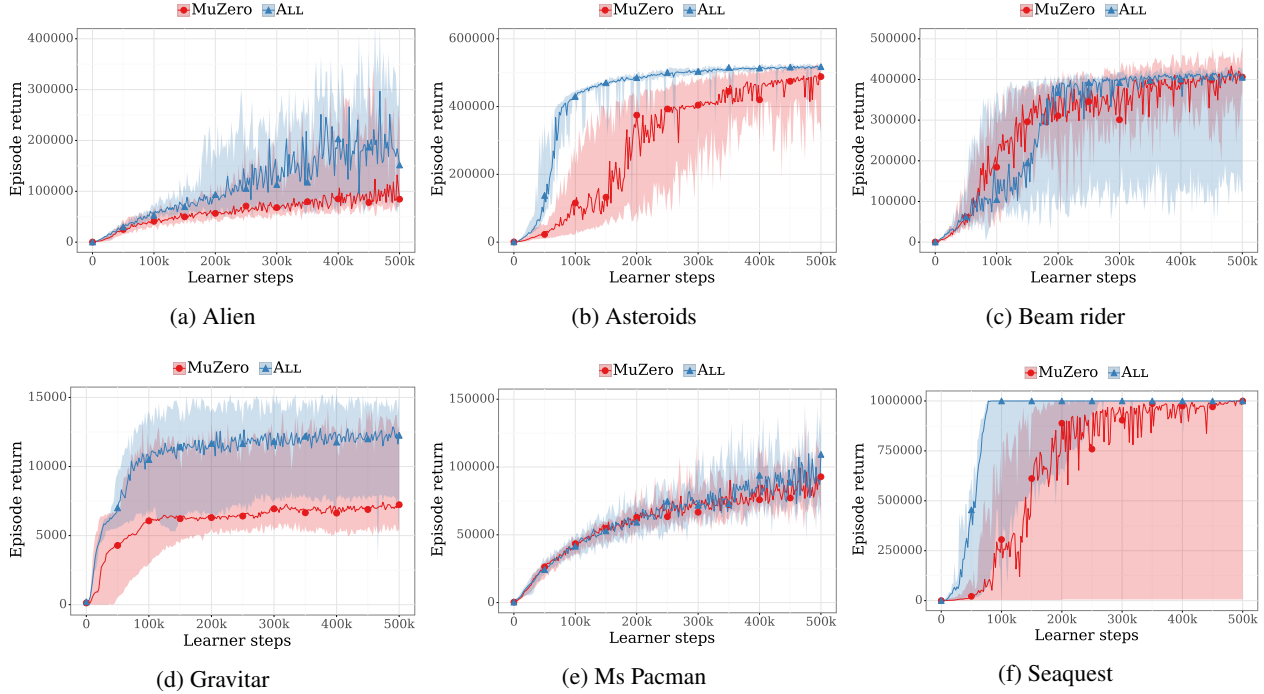 MuZero ALL
400000
300000
200000
100000
0
Episode return
0 100k 200k 300k 400k 500k
Learner steps
(a) Alien
MuZero ALL
600000
400000
200000
0
Episode return
0 100k 200k 300k 400k 500k
Learner steps
(b) Asteroids
MuZero ALL
500000
400000
300000
200000
100000
0
Episode return
0 100k 200k 300k 400k 500k
Learner steps
(c) Beam rider
MuZero ALL
15000
10000
5000
0
Episode return
0 100k 200k 300k 400k 500k
Learner steps
(d) Gravitar
MuZero ALL
150000
100000
50000
0
Episode return
0 100k 200k 300k 400k 500k
Learner steps
(e) Ms Pacman
MuZero ALL
1000000
750000
500000
250000
0
Episode return
0 100k 200k 300k 400k 500k
Learner steps
(f) Seaquest